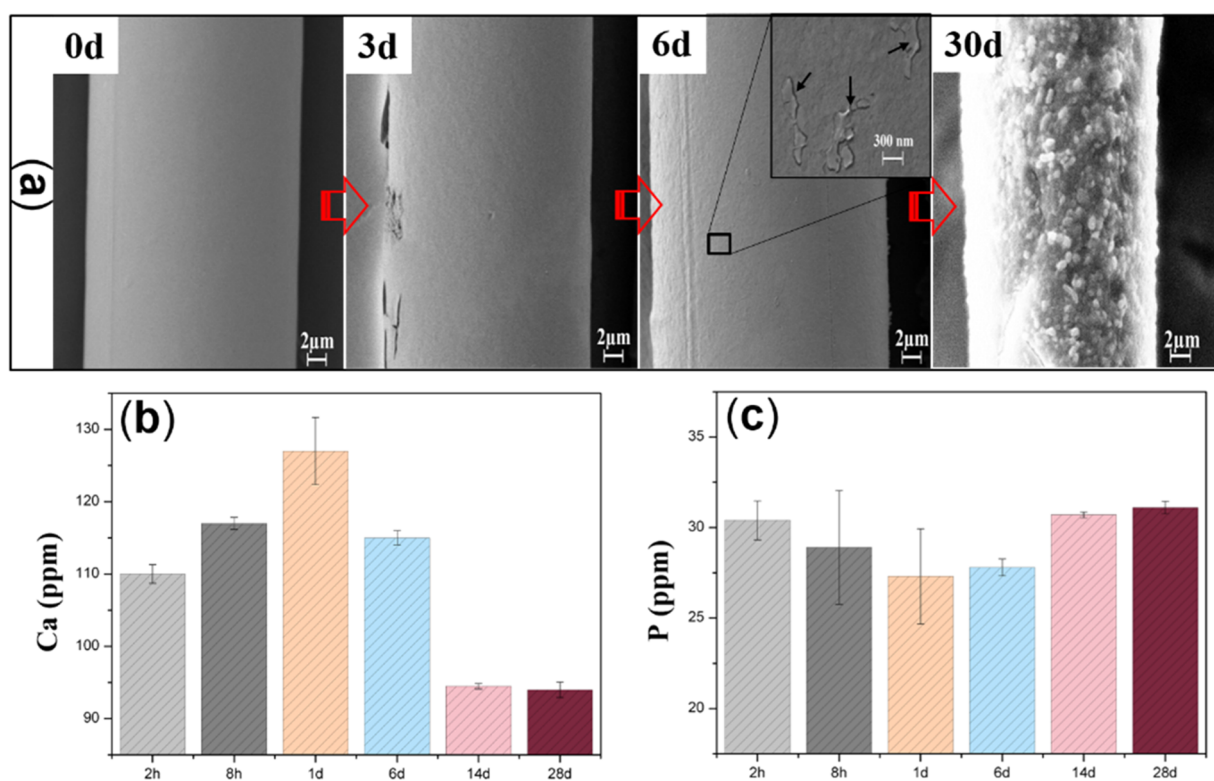 0d
3d
6d
30d
(a)
300 nm
2μm
2μm
2μm
2μm
(b)
130
120
110
100
90
Ca (ppm)
2h
8h
1d
6d
14d
28d
(c)
35
30
25
20
P (ppm)
2h
8h
1d
6d
14d
28d